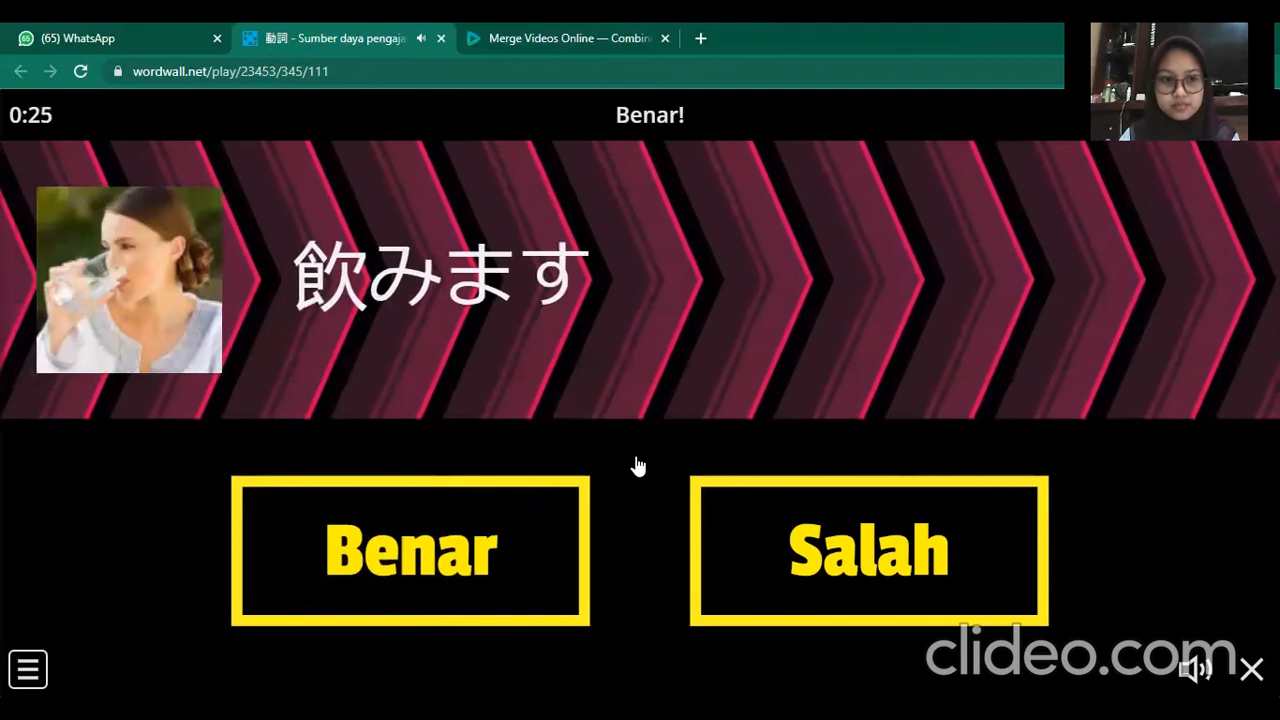 (65) WhatsApp
動詞 - Sumber daya pengaja
Merge Videos Online — Combin
wordwall.net/play/23453/345/111
0:25
Benar!
飲みます
Benar
Salah
clideo.com